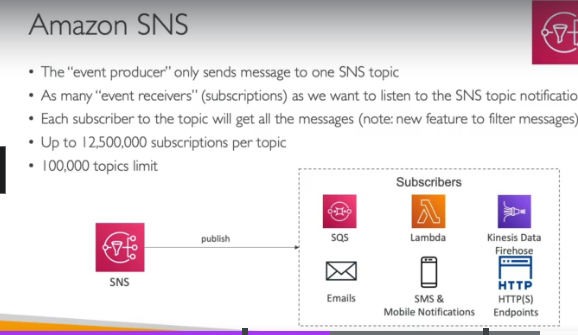 Amazon SNS
• The “event producer” only sends message to one SNS topic
• As many “event receivers” (subscriptions) as we want to listen to the SNS topic notificatio
• Each subscriber to the topic will get all the messages (note: new feature to filter messages)
• Up to 12,500,000 subscriptions per topic
• 100,000 topics limit
Subscribers
publish
SNS
SQS
Lambda
Kinesis Data
Firehose
Emails
SMS &
Mobile Notifications
HTTP
HTTP(S)
Endpoints